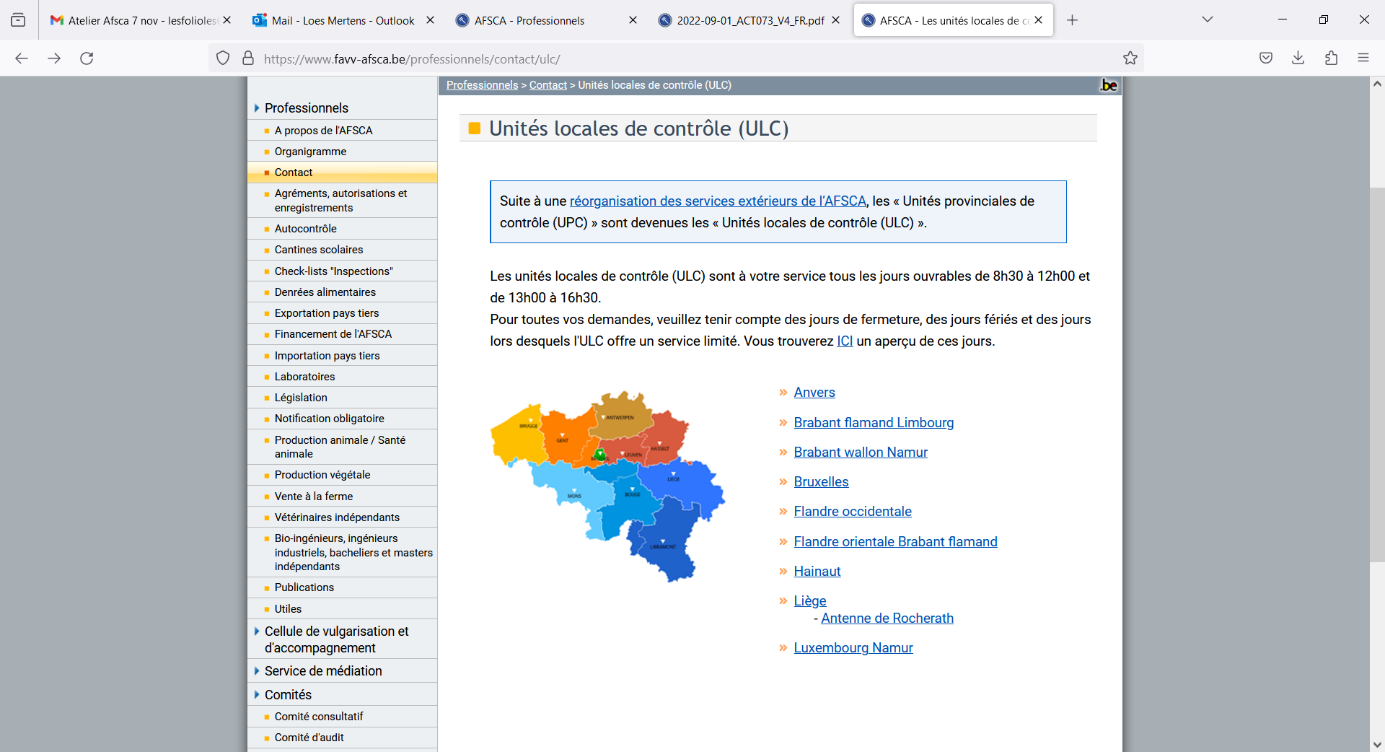 Atelier Afsca 7 nov - lesfolioles
Mail - Loes Mertens - Outlook
AFSCA - Professionnels
2022-09-01_ACT073_V4_FR.pdf
AFSCA - Les unités locales de co
https://www.favv-afsca.be/professionnels/contact/ulc/
Professionnels > Contact > Unités locales de contrôle (ULC)
.be
Professionnels
A propos de l'AFSCA
Organigramme
Contact
Agréments, autorisations et
enregistrements
Autocontrôle
Cantines scolaires
Check-lists "Inspections"
Denrées alimentaires
Exportation pays tiers
Financement de l'AFSCA
Importation pays tiers
Laboratoires
Législation
Notification obligatoire
Production animale / Santé
animale
Production végétale
Vente à la ferme
Vétérinaires indépendants
Bio-ingénieurs, ingénieurs
industriels, bacheliers et masters
indépendants
Publications
Utiles
Cellule de vulgarisation et
d'accompagnement
Service de médiation
Comités
Comité consultatif
Comité d'audit
Unités locales de contrôle (ULC)
Suite à une réorganisation des services extérieurs de l'AFSCA, les « Unités provinciales de
contrôle (UPC) » sont devenues les « Unités locales de contrôle (ULC) ».
Les unités locales de contrôle (ULC) sont à votre service tous les jours ouvrables de 8h30 à 12h00 et
de 13h00 à 16h30.
Pour toutes vos demandes, veuillez tenir compte des jours de fermeture, des jours fériés et des jours
lors desquels l'ULC offre un service limité. Vous trouverez ICI un aperçu de ces jours.
ANTWERPEN
BRUGGE
GENT
HASSELT
LEUVEN
LIEGE
MONS
BOUGE
LIBRAMONT
Anvers
Brabant flamand Limbourg
Brabant wallon Namur
Bruxelles
Flandre occidentale
Flandre orientale Brabant flamand
Hainaut
Liège
- Antenne de Rocherath
Luxembourg Namur